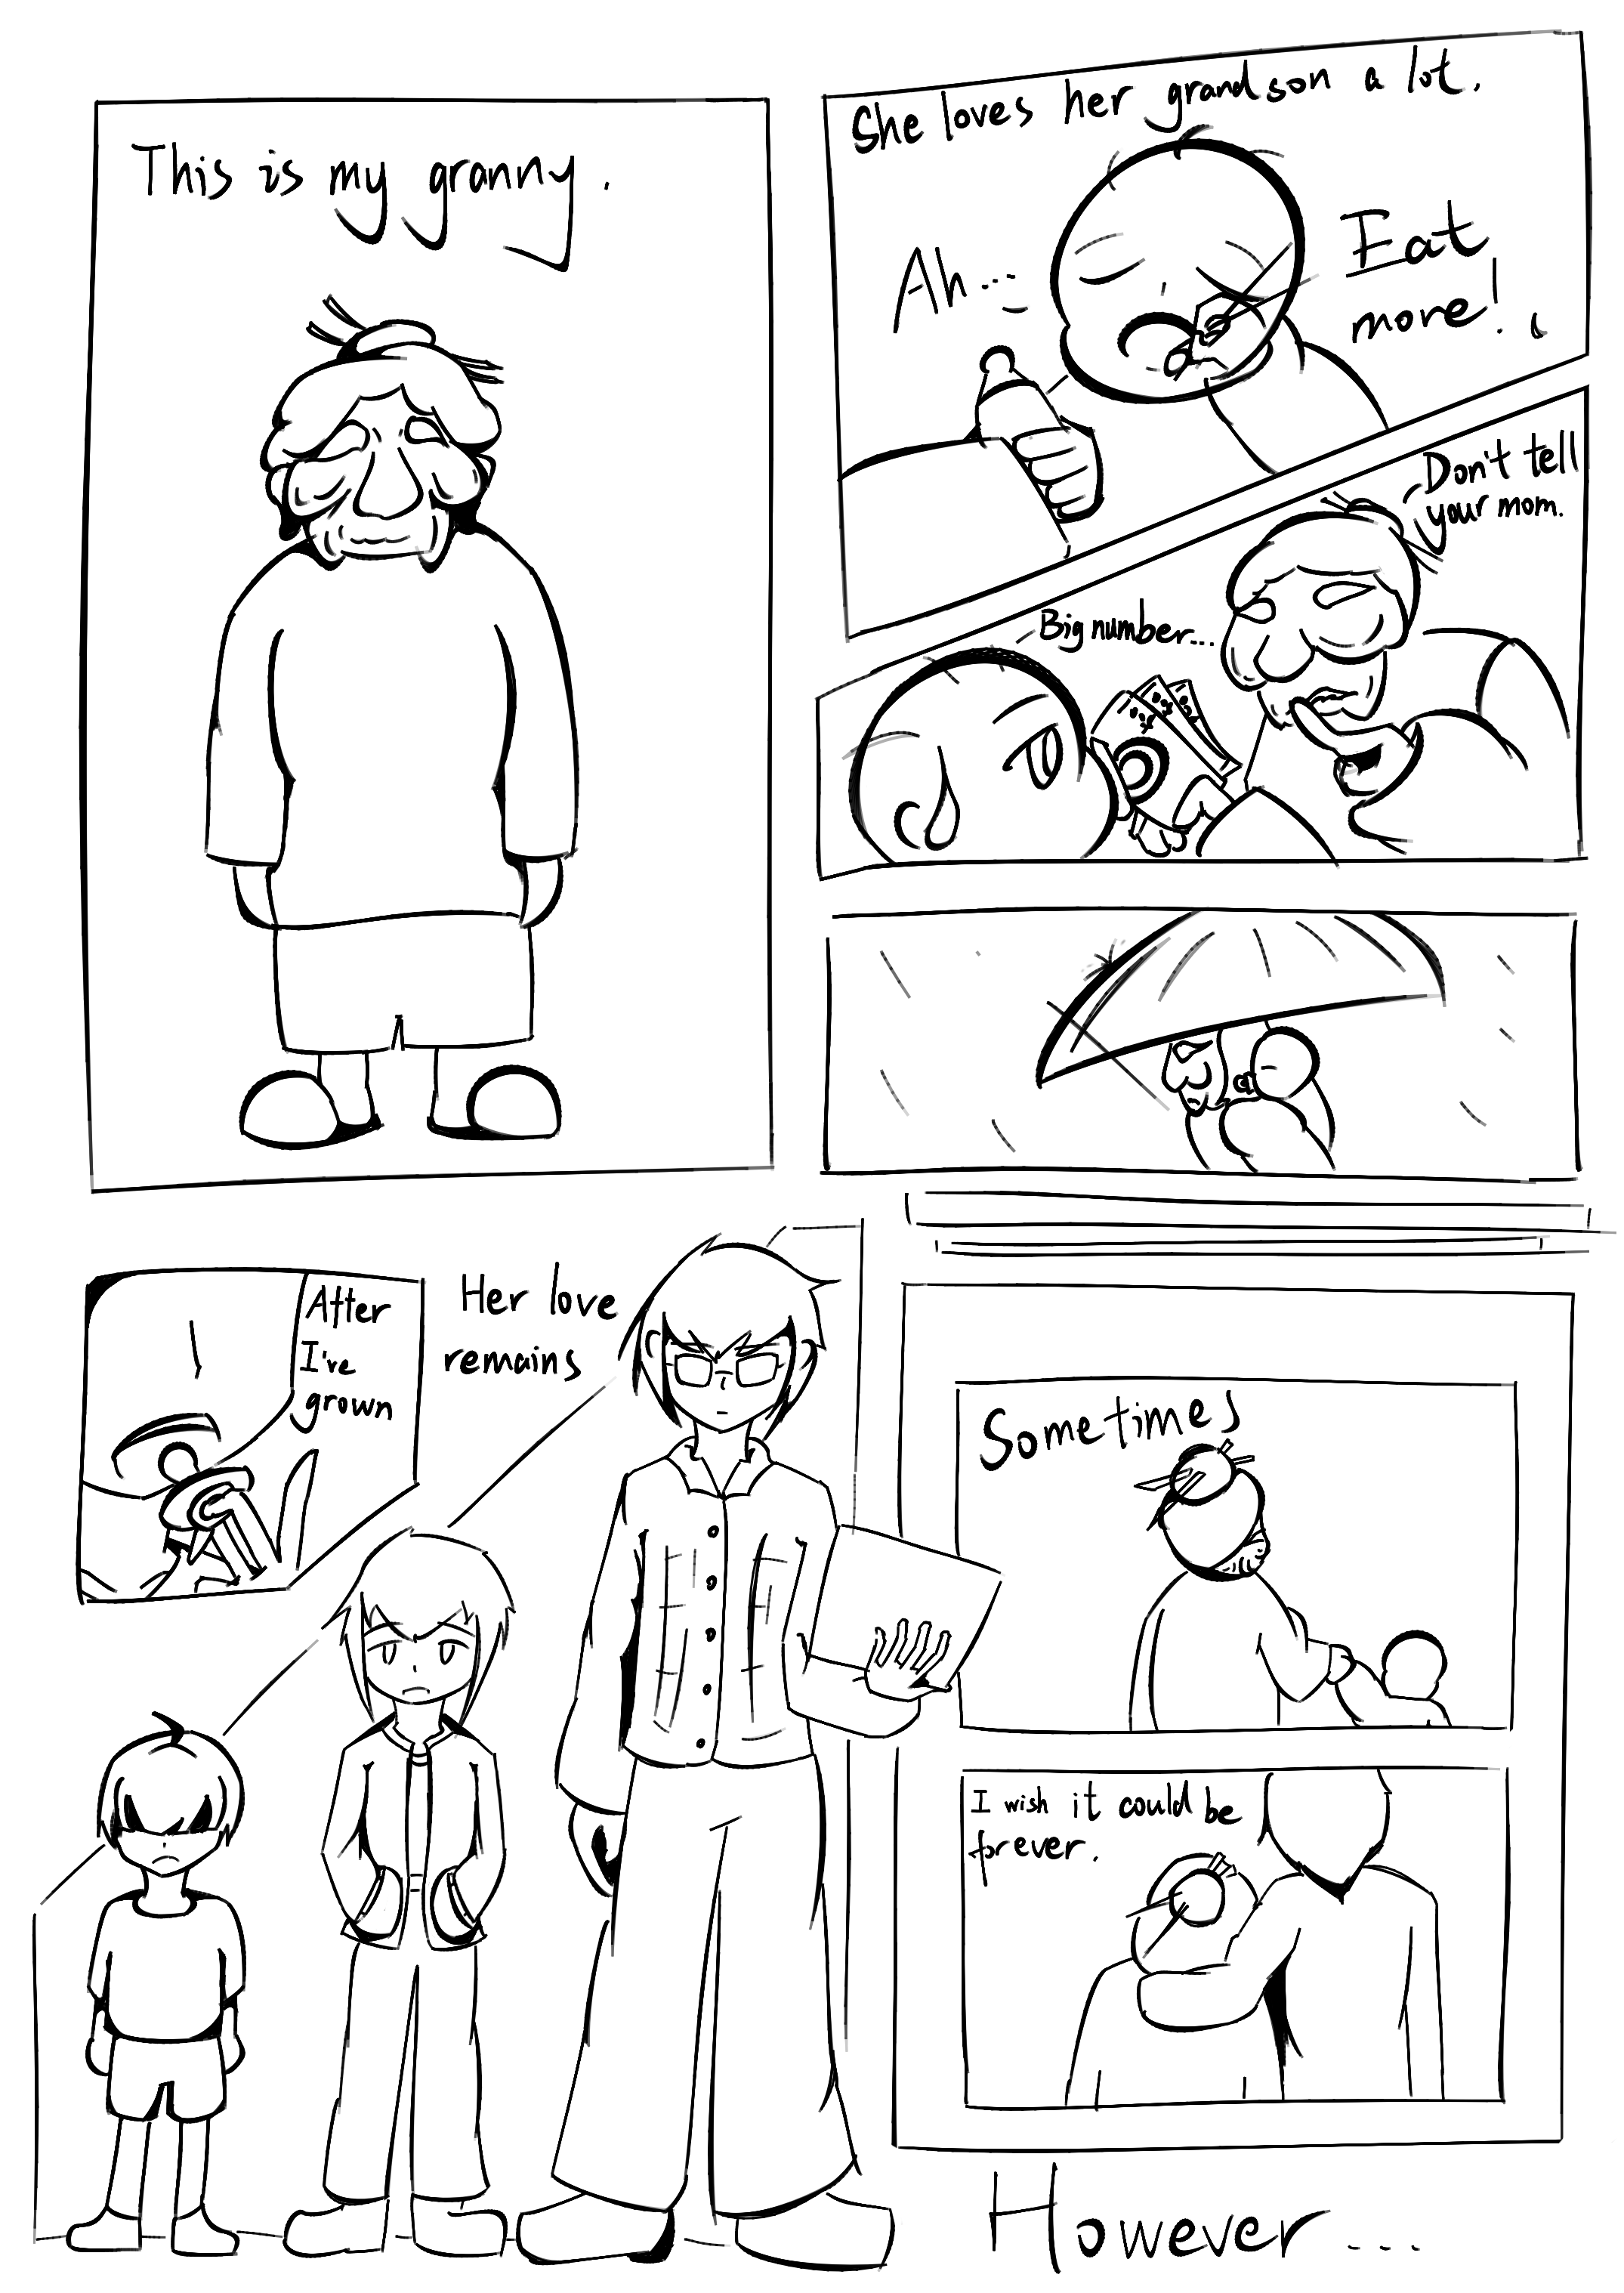 This is my granny.
She loves her grandson a lot.
Ah...
Eat
more!
Don't tell
your mom.
Big number...
After
I've
grown
Her love
remains
Sometimes
I wish it could be
forever.
However...